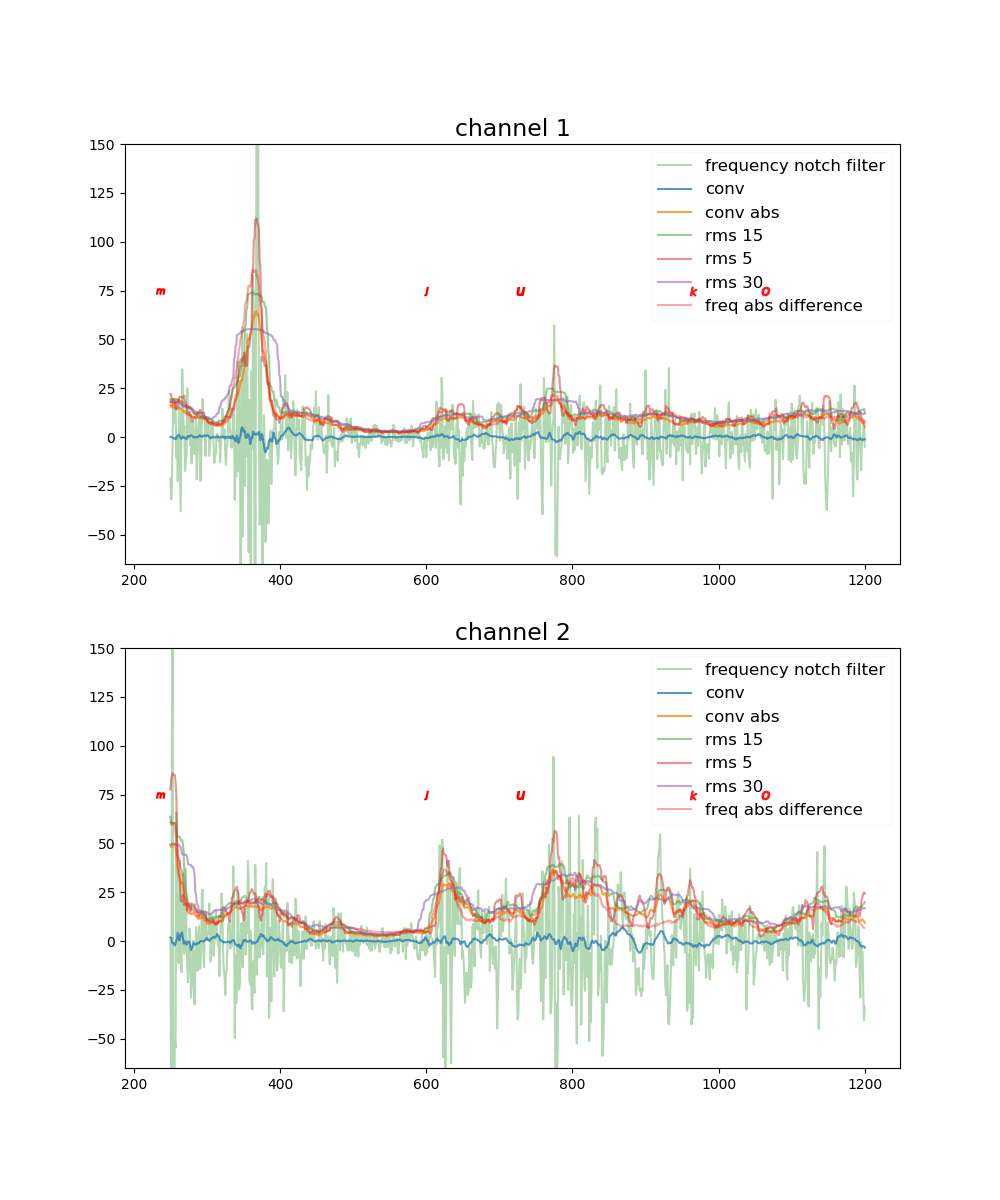 channel 1
150
125
100
75
50
25
0
−25
−50
frequency notch filter
conv
conv abs
rms 15
rms 5
rms 30
freq abs difference
m J u k o
200 400 600 800 1000 1200
channel 2
150
125
100
75
50
25
0
−25
−50
frequency notch filter
conv
conv abs
rms 15
rms 5
rms 30
freq abs difference
m J u k o
200 400 600 800 1000 1200